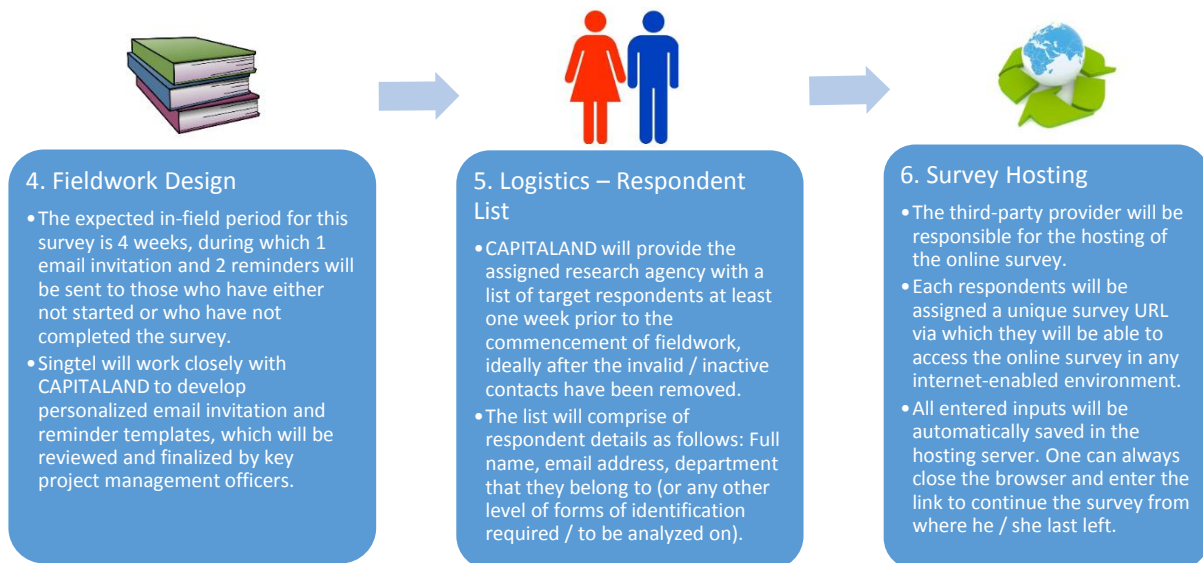 4. Fieldwork Design
•The expected in-field period for this
survey is 4 weeks, during which 1
email invitation and 2 reminders will
be sent to those who have either
not started or who have not
completed the survey.
•Singtel will work closely with
CAPITALAND to develop
personalized email invitation and
reminder templates, which will be
reviewed and finalized by key
project management officers.
5. Logistics – Respondent
List
•CAPITALAND will provide the
assigned research agency with a
list of target respondents at least
one week prior to the
commencement of fieldwork,
ideally after the invalid / inactive
contacts have been removed.
•The list will comprise of
respondent details as follows: Full
name, email address, department
that they belong to (or any other
level of forms of identification
required / to be analyzed on).
6. Survey Hosting
•The third-party provider will be
responsible for the hosting of
the online survey.
•Each respondents will be
assigned a unique survey URL
via which they will be able to
access the online survey in any
internet-enabled environment.
•All entered inputs will be
automatically saved in the
hosting server. One can always
close the browser and enter the
link to continue the survey from
where he / she last left.